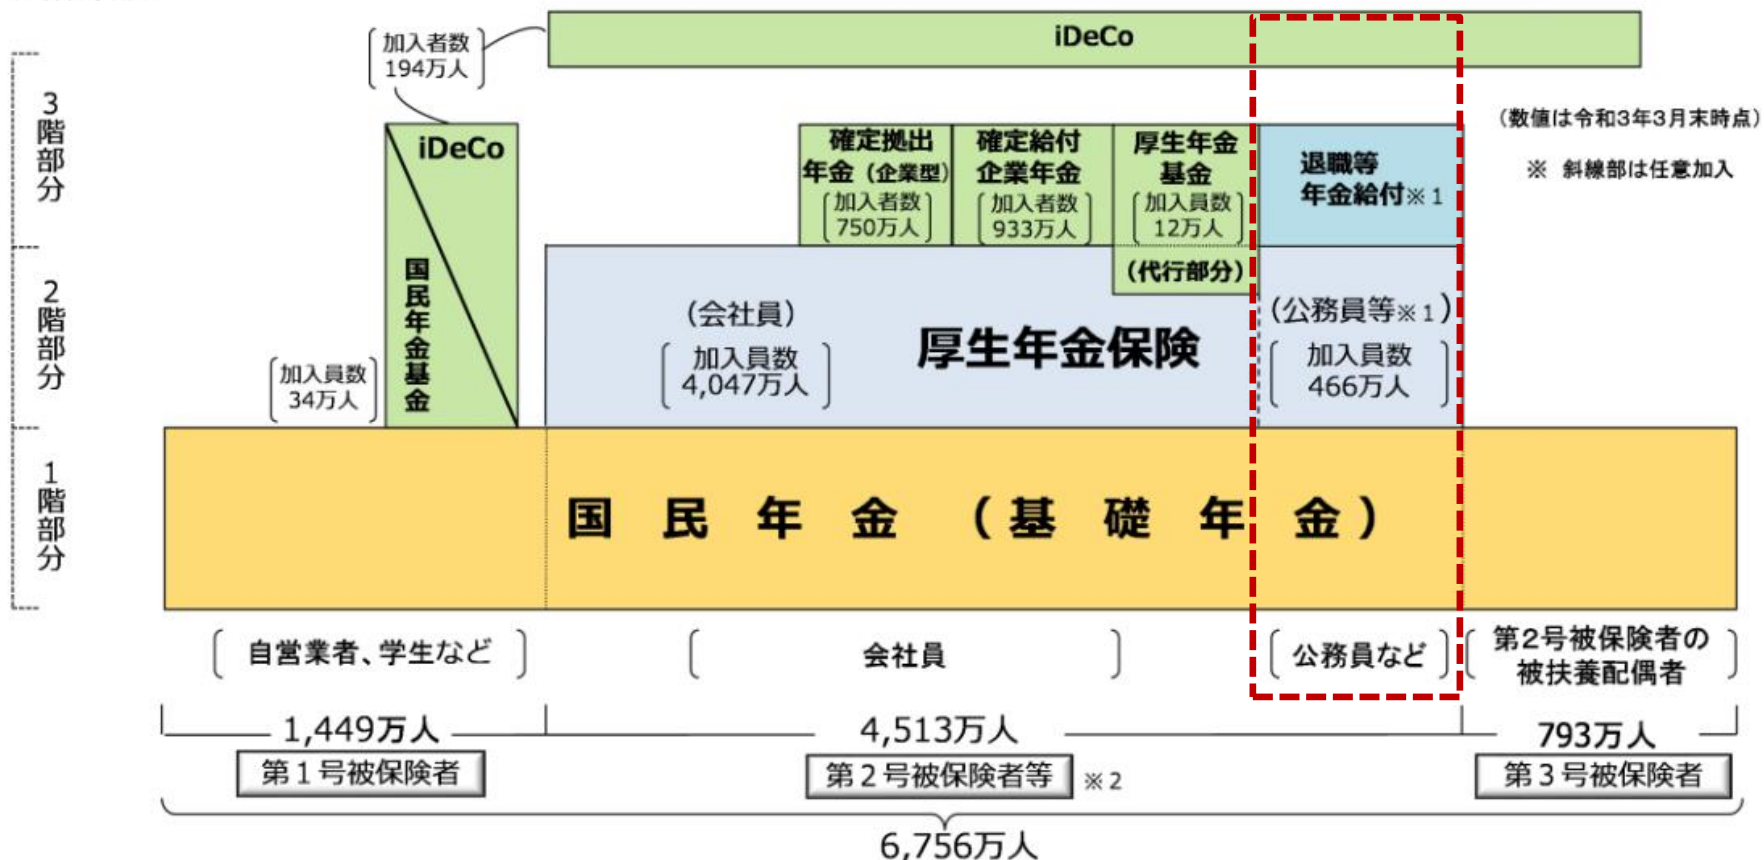 iDeCo
加入者数
194万人
3階部分
iDeCo
国民年金基金
確定拠出
年金（企業型）
加入者数
750万人
確定給付
企業年金
加入者数
933万人
厚生年金
基金
加入員数
12万人
(代行部分)
退職等
年金給付※1
(数値は令和3年3月末時点)
※ 斜線部は任意加入
2階部分
加入員数
34万人
(会社員)
加入員数
4,047万人
厚生年金保険
(公務員等※1)
加入員数
466万人
1階部分
国民年金（基礎年金）
自営業者、学生など
会社員
公務員など
第2号被保険者の
被扶養配偶者
1,449万人
4,513万人
793万人
第1号被保険者
第2号被保険者等 ※2
第3号被保険者
6,756万人